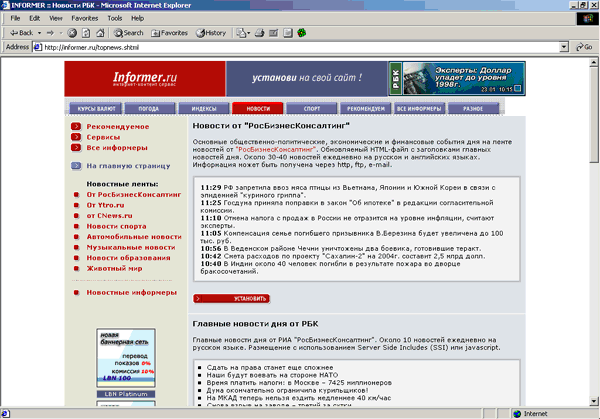 INFORMER :: Новости РБК - Microsoft Internet Explorer
File Edit View Favorites Tools Help
Back Search Favorites History
Address http://informer.ru/topnews.shtml Go
Informer.ru
интернет-контент сервис
установи на свой сайт !
РБК
Эксперты: Доллар
упадет до уровня
1998г.
23.01 10:15
КУРСЫ ВАЛЮТ ПОГОДА ИНДЕКСЫ НОВОСТИ СПОРТ РЕКОМЕНДУЕМ ВСЕ ИНФОРМЕРЫ РАЗНОЕ
Рекомендуемое
Сервисы
Все информеры
На главную страницу
Новостные ленты:
От РосБизнесКонсалтинг
От Ytro.ru
от CNews.ru
Новости спорта
Автомобильные новости
Музыкальные новости
Новости образования
Животный мир
Новостные информеры
новая
баннерная сеть
перевод
показов 0%
комиссия 10%
LBN 100
LBN Platinum
Новости от "РосБизнесКонсалтинг"
Основные общественно-политические, экономические и финансовые события дня на ленте
новостей от "РосБизнесКонсалтинг". Обновляемый HTML-файл с заголовками главных
новостей дня. Около 30-40 новостей ежедневно на русском и английских языках.
Информация может быть получена через http, ftp, e-mail.
11:29 РФ запретила ввоз мяса птицы из Вьетнама, Японии и Южной Кореи в связи с
эпидемией "куриного гриппа".
11:25 Госдума приняла поправки в закон "Об ипотеке" в редакции согласительной
комиссии.
11:10 Отмена налога с продаж в России не отразится на уровне инфляции, считают
эксперты.
11:05 Компенсация семье погибшего призывника В.Березина будет увеличена до 100
тыс. руб.
10:56 В Веденском районе Чечни уничтожены два боевика, готовившие теракт.
10:42 Смета расходов по проекту "Сахалин-2" на 2004г. составит 2,5 млрд долл.
10:40 В Индии около 40 человек погибли в результате пожара во дворце
бракосочетаний.
УСТАНОВИТЬ
Главные новости дня от РБК
Главные новости дня от РИА "РосБизнесКонсалтинг". Около 10 новостей ежедневно на
русском языке. Размещение с использованием Server Side Includes (SSI) или javascript.
Сдать на права станет еще сложнее
Наши будут воевать на стороне НАТО
Время платить налоги: в Москве – 7425 миллионеров
Дума окончательно ограничила курильщиков!
На МКАД теперь нельзя ездить медленнее 40 км/час
Снова взрыв на заводе – третий за сутки
Internet